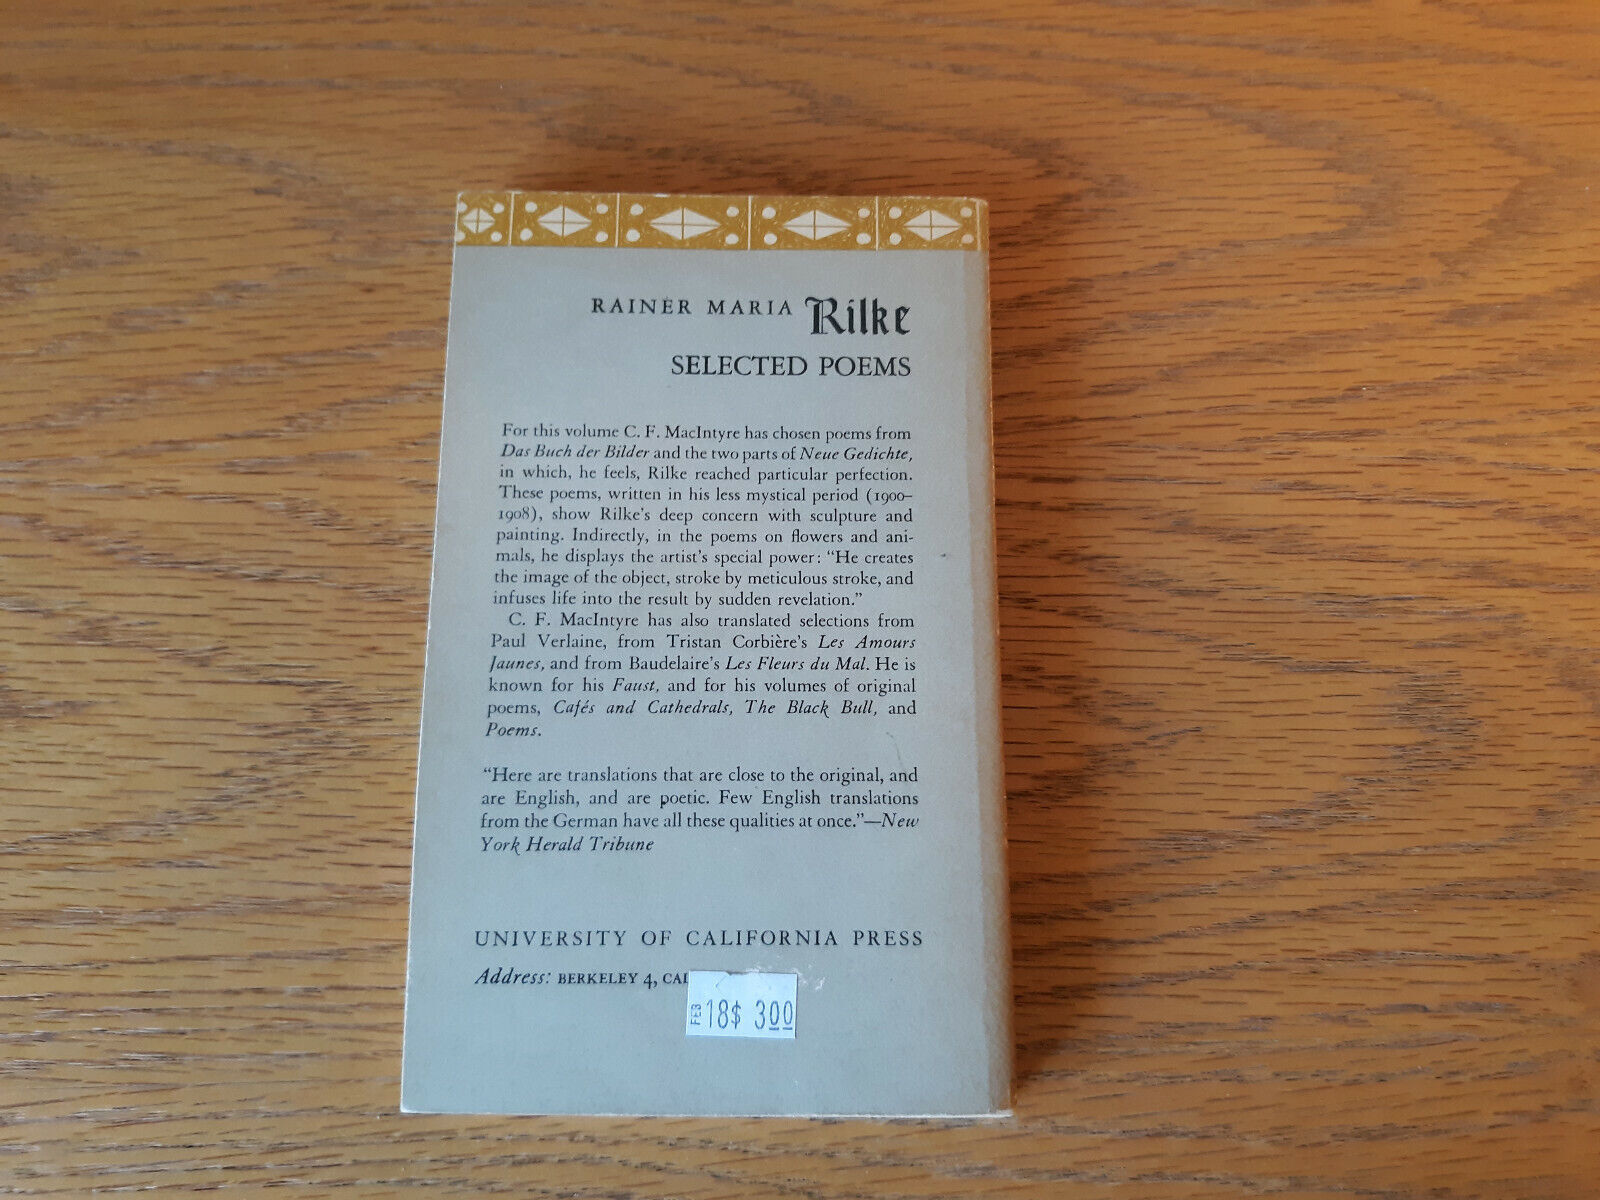 RAINER MARIA Rilke
SELECTED POEMS
For this volume C. F. MacIntyre has chosen poems from
Das Buch der Bilder and the two parts of Neue Gedichte,
in which, he feels, Rilke reached particular perfection.
These poems, written in his less mystical period (1900–
1908), show Rilke's deep concern with sculpture and
painting. Indirectly, in the poems on flowers and ani-
mals, he displays the artist's special power: "He creates
the image of the object, stroke by meticulous stroke, and
infuses life into the result by sudden revelation."
C. F. MacIntyre has also translated selections from
Paul Verlaine, from Tristan Corbière's Les Amours
Jaunes, and from Baudelaire's Les Fleurs du Mal. He is
known for his Faust, and for his volumes of original
poems, Cafés and Cathedrals, The Black Bull, and
Poems.
"Here are translations that are close to the original, and
are English, and are poetic. Few English translations
from the German have all these qualities at once."—New
York Herald Tribune
UNIVERSITY OF CALIFORNIA PRESS
Address: BERKELEY 4,
FEB 18$ 3.00